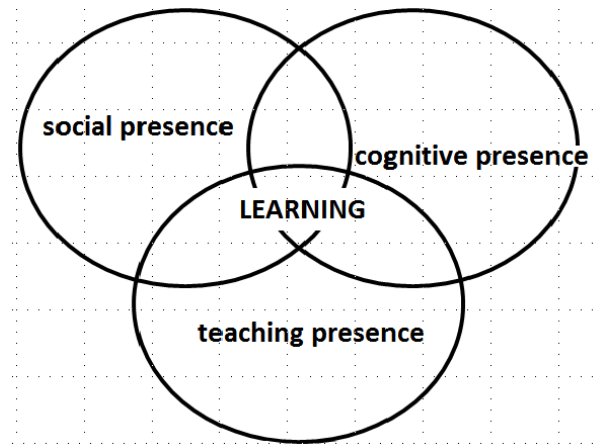 social presence
cognitive presence
LEARNING
teaching presence